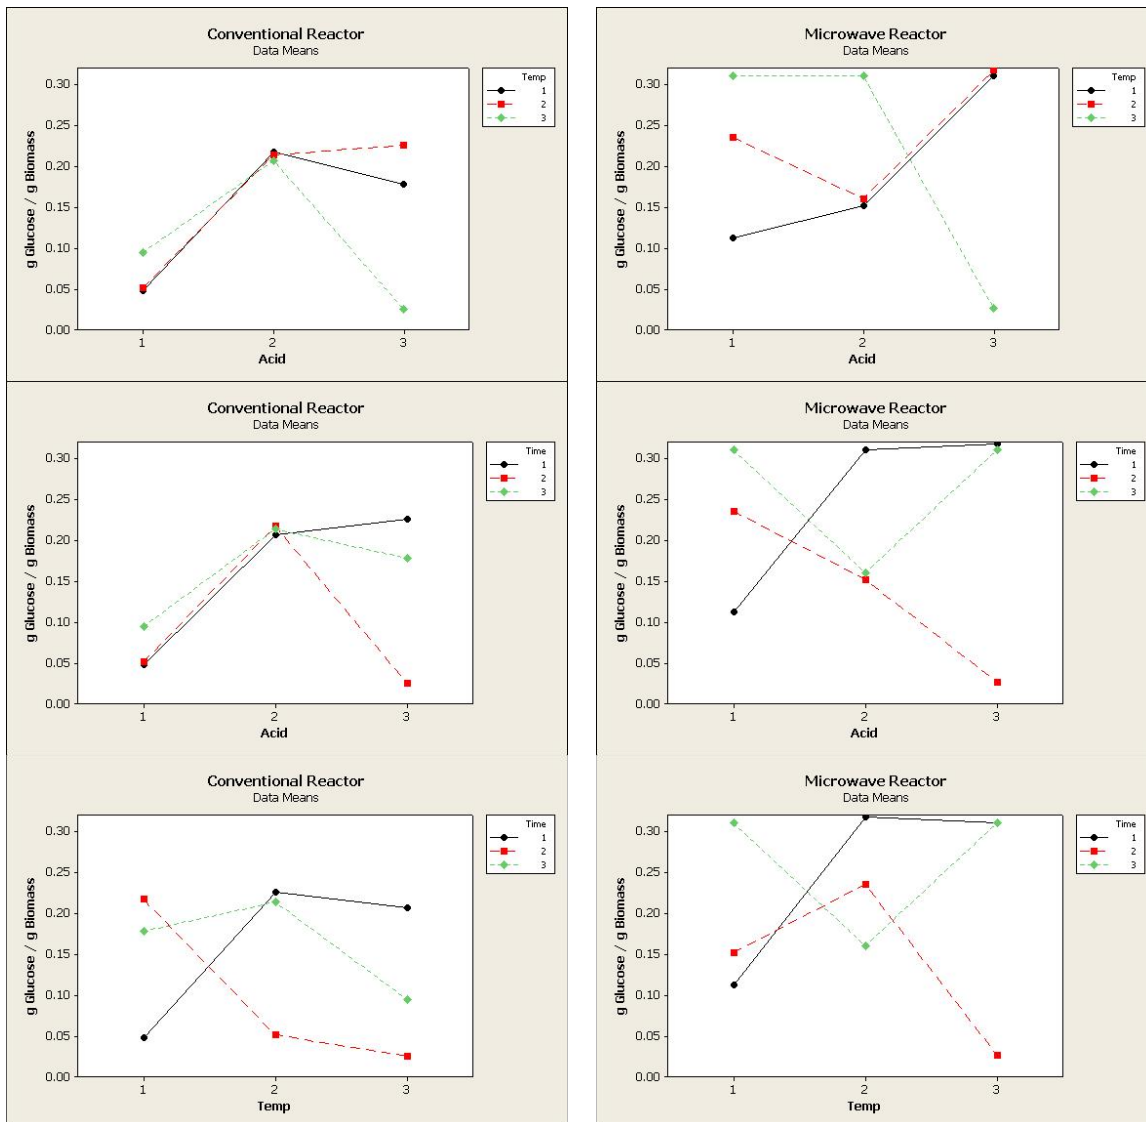 Conventional Reactor
Data Means
g Glucose / g Biomass
0.30
0.25
0.20
0.15
0.10
0.05
0.00
1 2 3
Acid
Temp
1
2
3
Microwave Reactor
Data Means
g Glucose / g Biomass
0.30
0.25
0.20
0.15
0.10
0.05
0.00
1 2 3
Acid
Temp
1
2
3
Conventional Reactor
Data Means
g Glucose / g Biomass
0.30
0.25
0.20
0.15
0.10
0.05
0.00
1 2 3
Acid
Time
1
2
3
Microwave Reactor
Data Means
g Glucose / g Biomass
0.30
0.25
0.20
0.15
0.10
0.05
0.00
1 2 3
Acid
Time
1
2
3
Conventional Reactor
Data Means
g Glucose / g Biomass
0.30
0.25
0.20
0.15
0.10
0.05
0.00
1 2 3
Temp
Time
1
2
3
Microwave Reactor
Data Means
g Glucose / g Biomass
0.30
0.25
0.20
0.15
0.10
0.05
0.00
1 2 3
Temp
Time
1
2
3